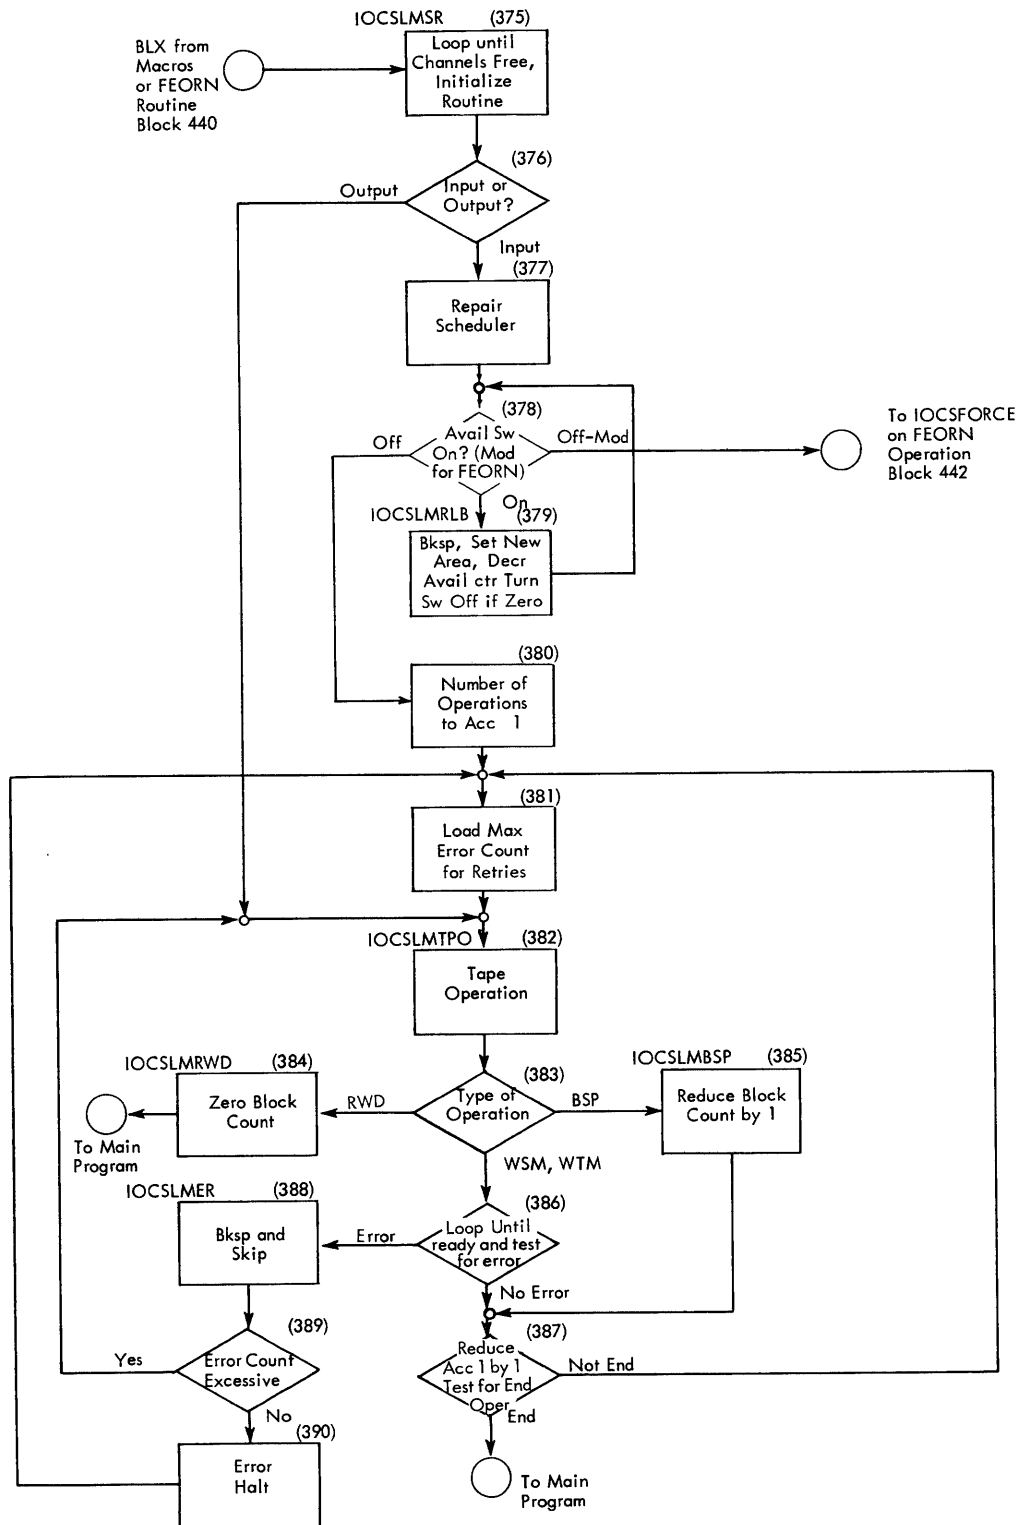 IOCSLMSR (375)
BLX from
Macros
or FEORN
Routine
Block 440
Loop until
Channels Free,
Initialize
Routine
(376)
Output
Input or
Output?
Input
(377)
Repair
Scheduler
(378)
Off
Avail Sw
On? (Mod
for FEORN)
Off-Mod
To IOCSFORCE
on FEORN
Operation
Block 442
On
IOCSLMRLB (379)
Bksp, Set New
Area, Decr
Avail ctr Turn
Sw Off if Zero
(380)
Number of
Operations
to Acc 1
(381)
Load Max
Error Count
for Retries
IOCSLMTPO (382)
Tape
Operation
IOCSLMRWD (384)
(383)
IOCSLMBSP (385)
Zero Block
Count
RWD
Type of
Operation
BSP
Reduce Block
Count by 1
To Main
Program
WSM, WTM
IOCSLMER (388)
(386)
Bksp and
Skip
Error
Loop Until
ready and test
for error
No Error
(389)
(387)
Yes
Error Count
Excessive
Reduce
Acc 1 by 1
Test for End
Oper
Not End
No
End
(390)
Error
Halt
To Main
Program